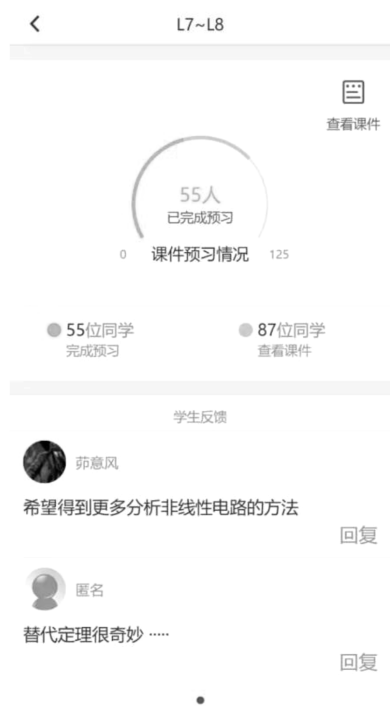 L7~L8
查看课件
55人
已完成预习
0 课件预习情况 125
55位同学 87位同学
完成预习 查看课件
学生反馈
茆意风
希望得到更多分析非线性电路的方法
回复
匿名
替代定理很奇妙 ·····
回复